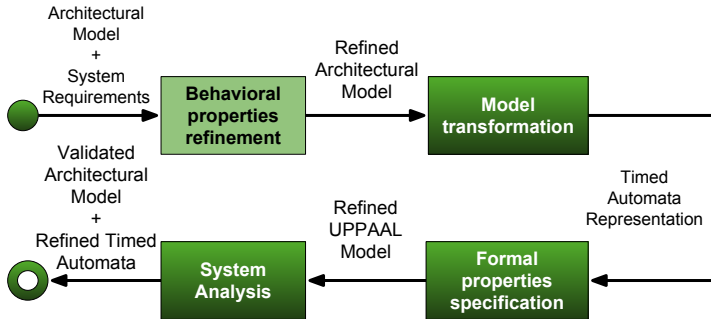 Architectural
Model
+
System
Requirements
Behavioral
properties
refinement
Refined
Architectural
Model
Model
transformation
Timed
Automata
Representation
Formal
properties
specification
Refined
UPPAAL
Model
System
Analysis
Validated
Architectural
Model
+
Refined Timed
Automata